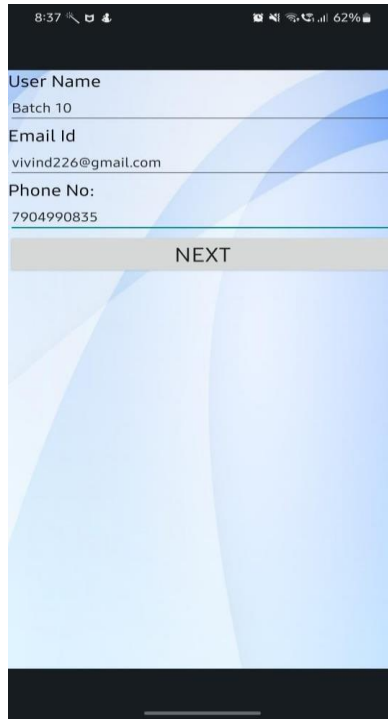 8:37 62%
User Name
Batch 10
Email Id
vivind226@gmail.com
Phone No:
7904990835
NEXT